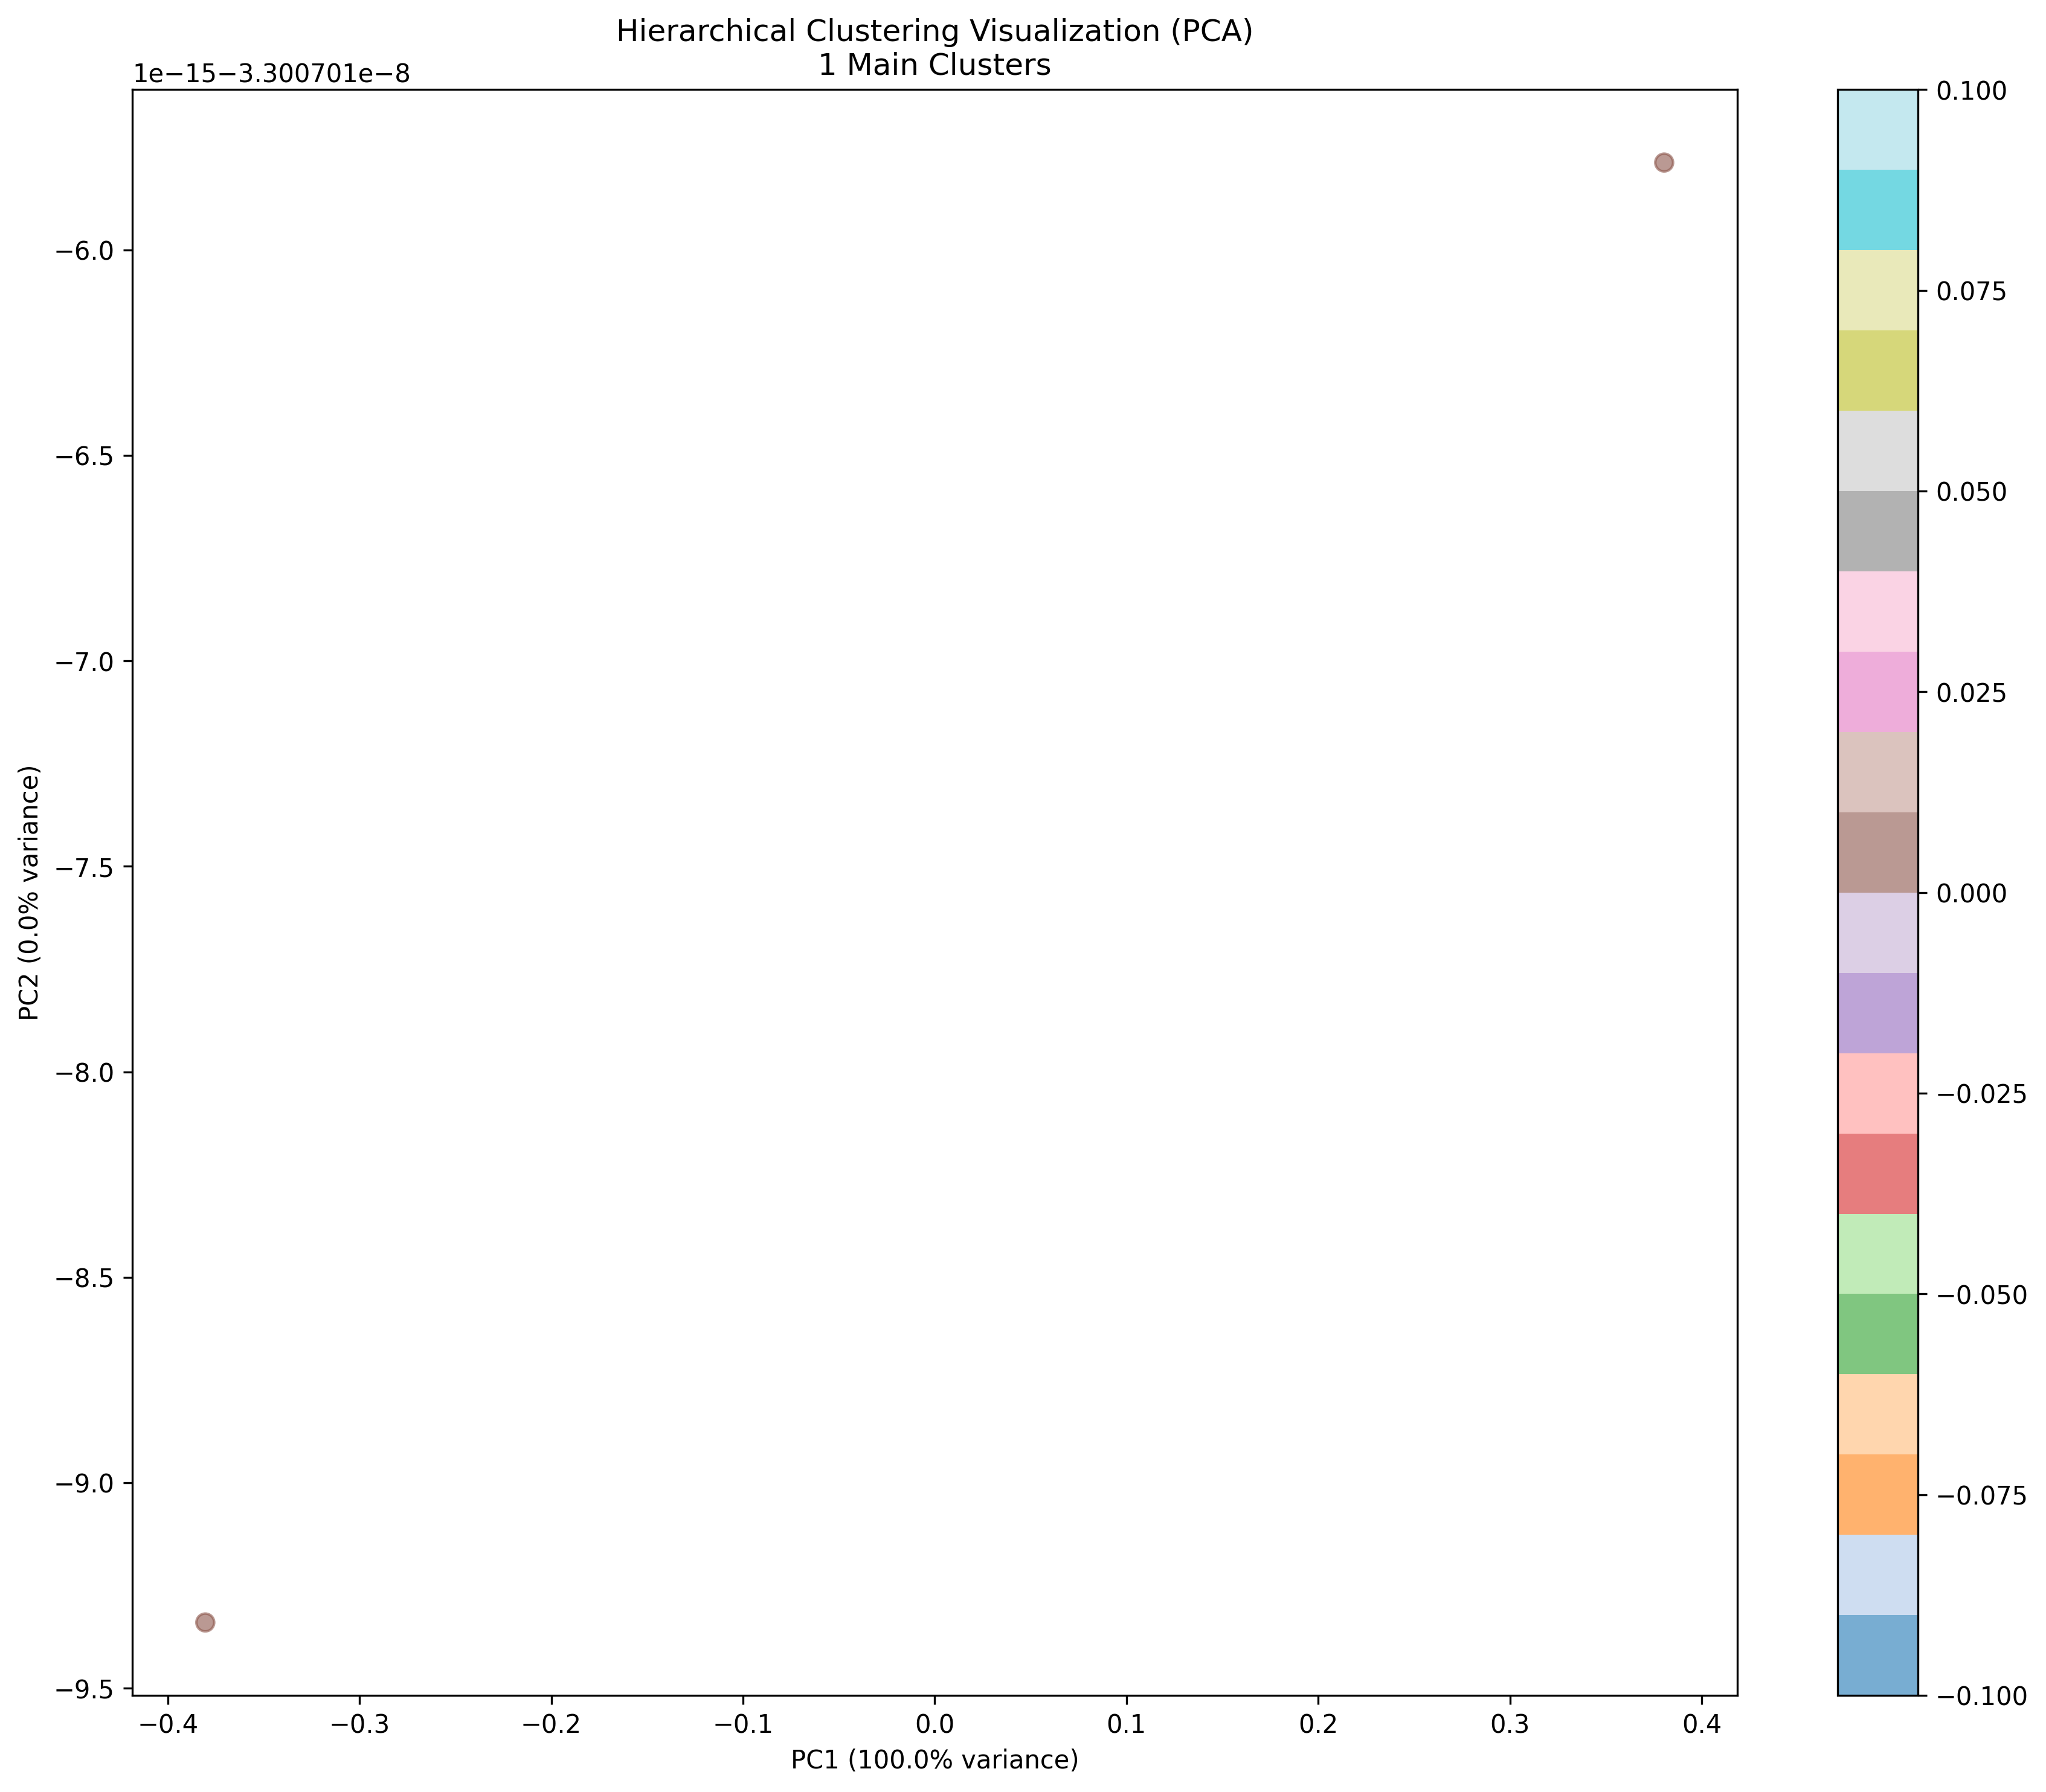 Hierarchical Clustering Visualization (PCA)
1 Main Clusters
1e−15−3.300701e−8
−6.0
−6.5
−7.0
−7.5
−8.0
−8.5
−9.0
−9.5
PC2 (0.0% variance)
−0.4 −0.3 −0.2 −0.1 0.0 0.1 0.2 0.3 0.4
PC1 (100.0% variance)
0.100
0.075
0.050
0.025
0.000
−0.025
−0.050
−0.075
−0.100